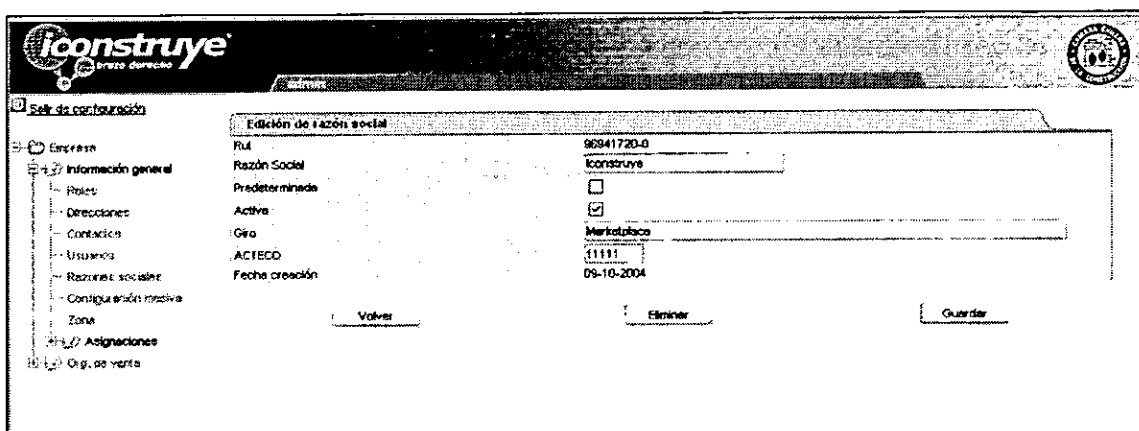 iconstruye
brazo derecho
admin
Salir de configuración
Edición de razón social
Empresa
Rut 96941720-0
Información general
Razón Social Iconstruye
Roles
Predeterminada
Direcciones
Activa
Contactos
Giro Marketplace
Usuarios
ACTECO 11111
Razones sociales
Fecha creación 09-10-2004
Configuración masiva
Zona
Volver Eliminar Guardar
Asignaciones
Org. de venta